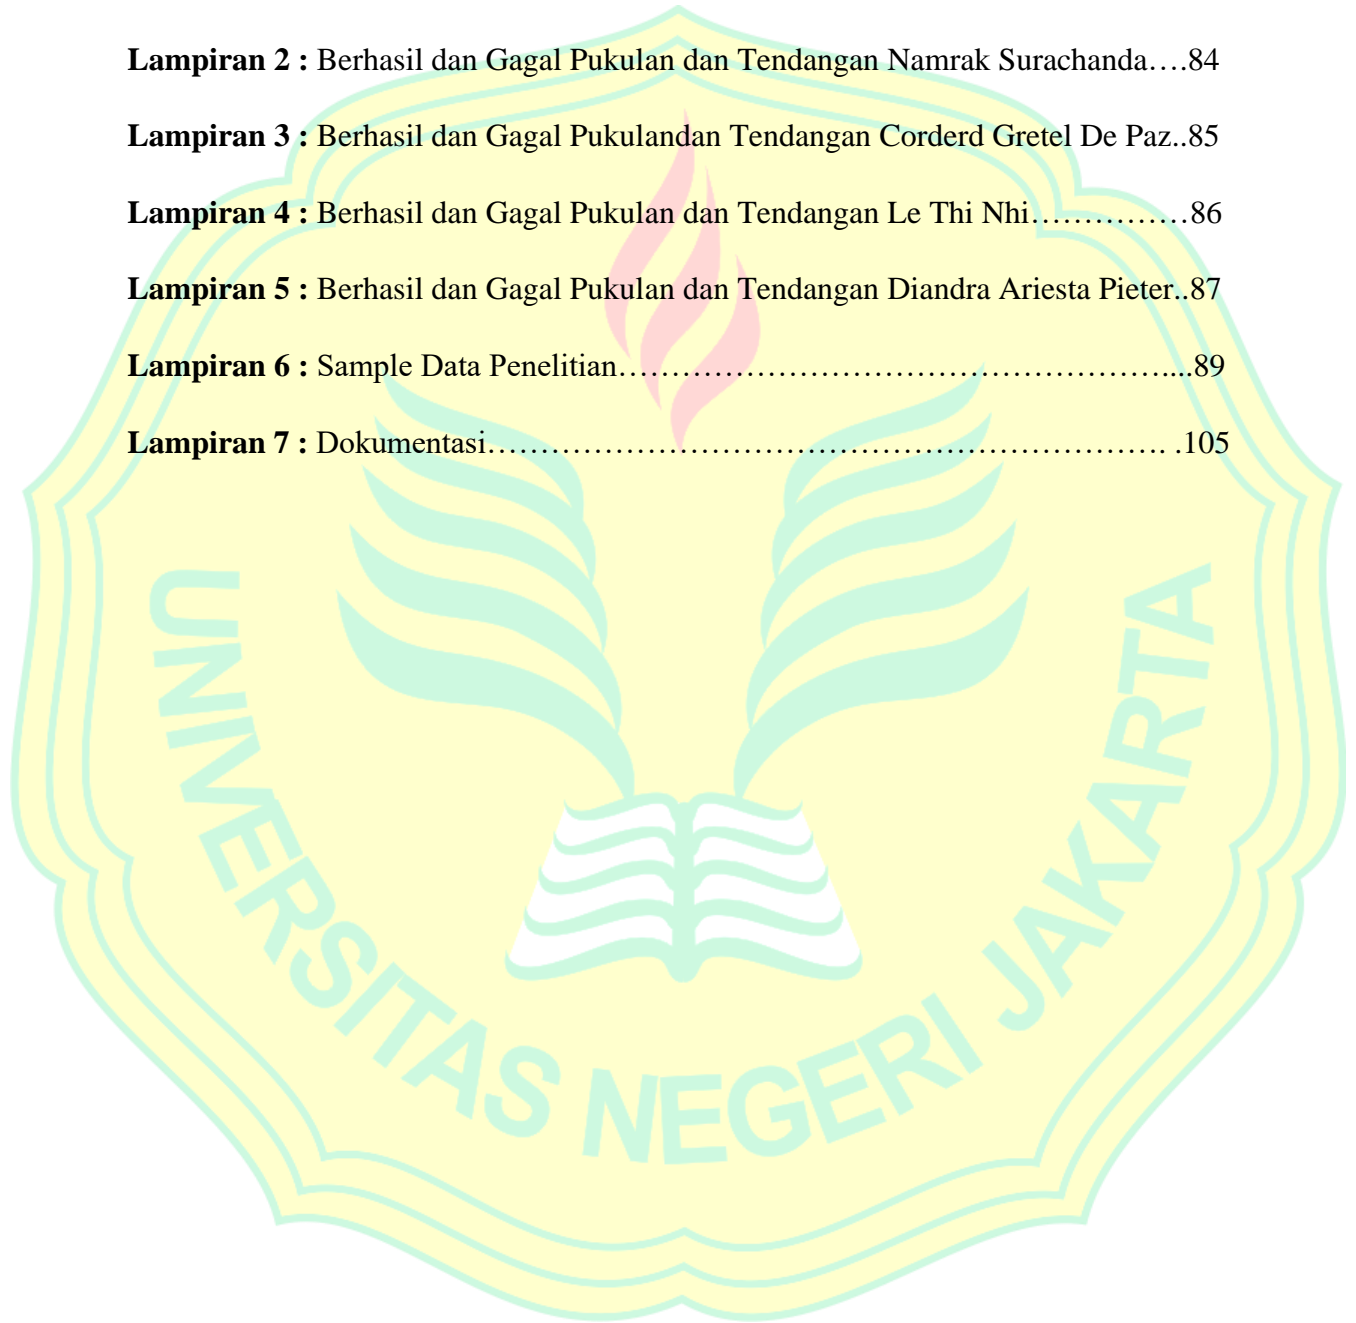 Lampiran 2 : Berhasil dan Gagal Pukulan dan Tendangan Namrak Surachanda….84
Lampiran 3 : Berhasil dan Gagal Pukulandan Tendangan Corderd Gretel De Paz..85
Lampiran 4 : Berhasil dan Gagal Pukulan dan Tendangan Le Thi Nhi……………86
Lampiran 5 : Berhasil dan Gagal Pukulan dan Tendangan Diandra Ariesta Pieter..87
Lampiran 6 : Sample Data Penelitian……………………………………………....89
Lampiran 7 : Dokumentasi………………………………………………………. .105
UNIVERSITAS NEGERI JAKARTA